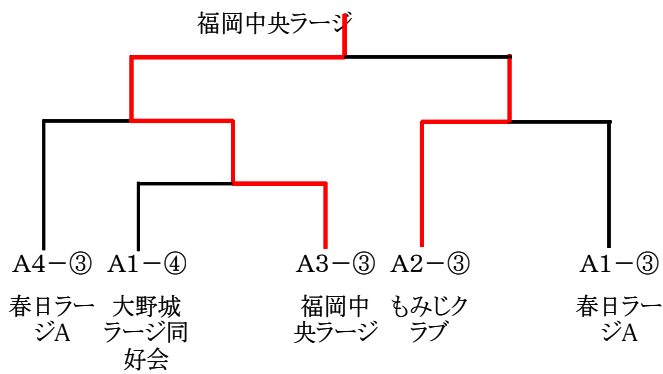 福岡中央ラージ
A4－③ A1－④ A3－③ A2－③ A1－③
春日ラー
ジA
大野城
ラージ同
好会
福岡中
央ラージ
もみじク
ラブ
春日ラー
ジA